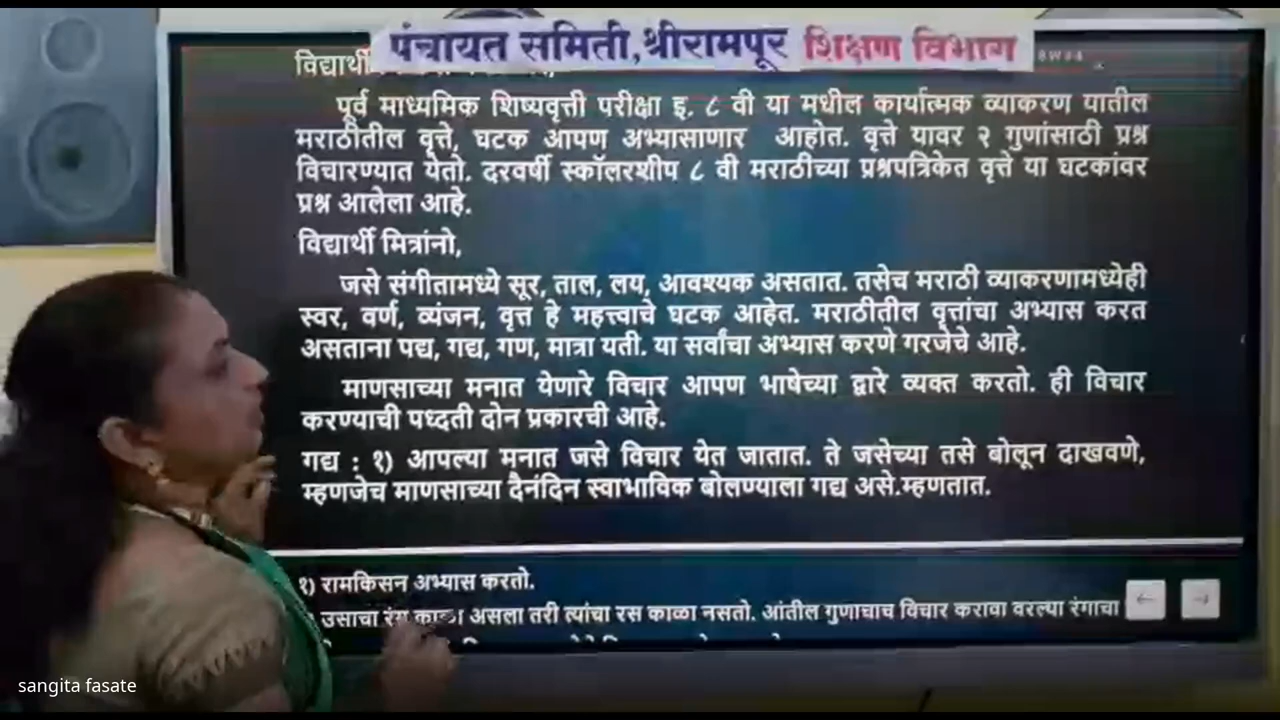 पंचायत समिती,श्रीरामपूर शिक्षण विभाग
विद्यार्थी
पूर्व माध्यमिक शिष्यवृत्ती परीक्षा इ. ८ वी या मधील कार्यात्मक व्याकरण यातील
मराठीतील वृत्ते, घटक आपण अभ्यासाणार आहोत. वृत्ते यावर २ गुणांसाठी प्रश्न
विचारण्यात येतो. दरवर्षी स्कॉलरशीप ८ वी मराठीच्या प्रश्नपत्रिकेत वृत्ते या घटकांवर
प्रश्न आलेला आहे.
विद्यार्थी मित्रांनो,
जसे संगीतामध्ये सूर, ताल, लय, आवश्यक असतात. तसेच मराठी व्याकरणामध्येही
स्वर, वर्ण, व्यंजन, वृत्त हे महत्त्वाचे घटक आहेत. मराठीतील वृत्तांचा अभ्यास करत
असताना पद्य, गद्य, गण, मात्रा यती. या सर्वांचा अभ्यास करणे गरजेचे आहे.
माणसाच्या मनात येणारे विचार आपण भाषेच्या द्वारे व्यक्त करतो. ही विचार
करण्याची पध्दती दोन प्रकारची आहे.
गद्य : १) आपल्या मनात जसे विचार येत जातात. ते जसेच्या तसे बोलून दाखवणे,
म्हणजेच माणसाच्या दैनंदिन स्वाभाविक बोलण्याला गद्य असे.म्हणतात.
१) रामकिसन अभ्यास करतो.
उसाचा रंग काळा असला तरी त्यांचा रस काळा नसतो. आंतील गुणाचाच विचार करावा वरल्या रंगाचा
sangita fasate